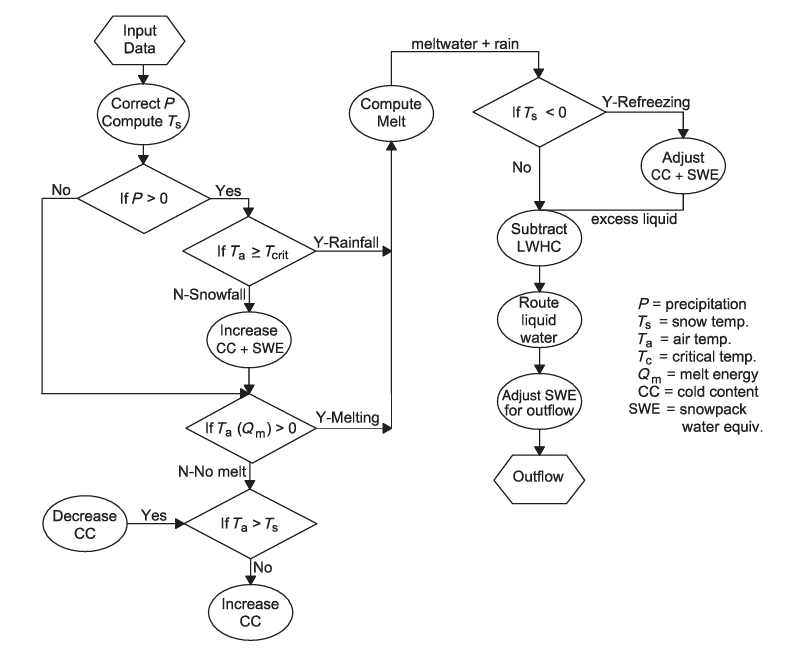 Input
Data
Correct P
Compute Ts
If P > 0
No
Yes
If Ta ≥ Tcrit
Y-Rainfall
N-Snowfall
Increase
CC + SWE
If Ta (Qm) > 0
Y-Melting
N-No melt
If Ta > Ts
Yes
Decrease
CC
No
Increase
CC
Compute
Melt
meltwater + rain
If Ts < 0
Y-Refreezing
Adjust
CC + SWE
No
excess liquid
Subtract
LWHC
Route
liquid
water
Adjust SWE
for outflow
Outflow
P = precipitation
Ts = snow temp.
Ta = air temp.
Tc = critical temp.
Qm = melt energy
CC = cold content
SWE = snowpack
water equiv.